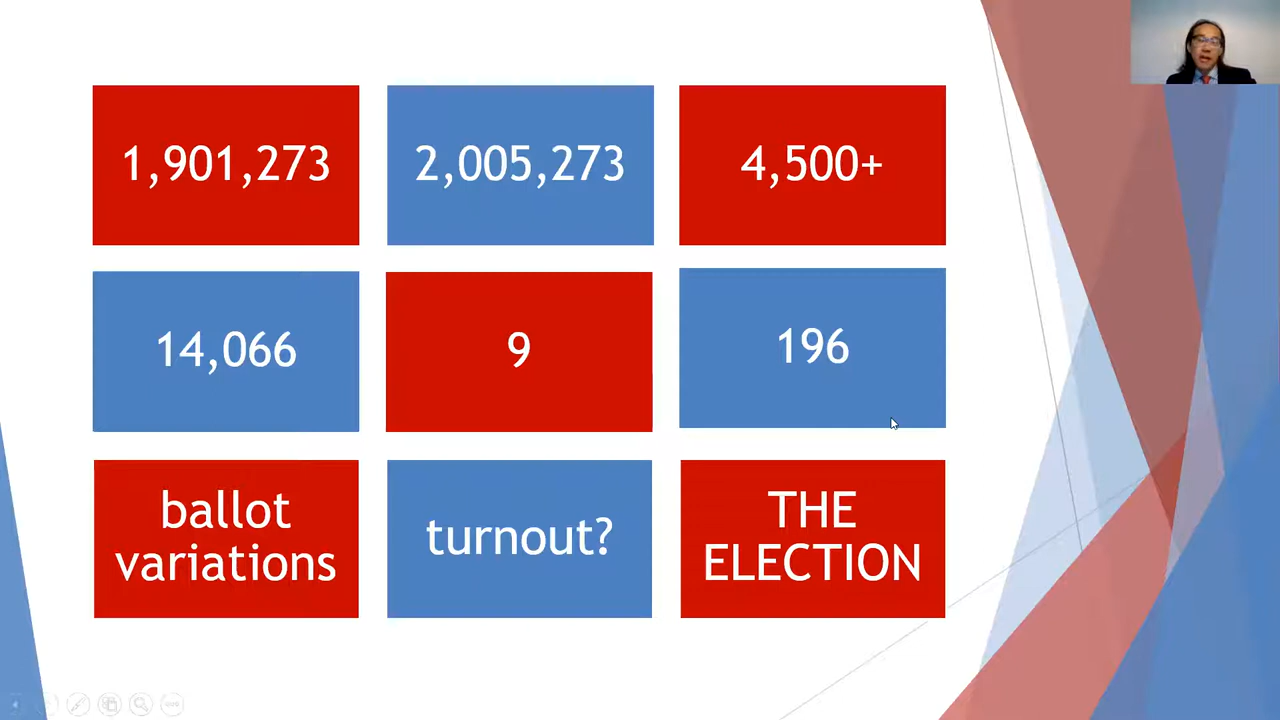 1,901,273
2,005,273
4,500+
14,066
9
196
ballot
variations
turnout?
THE
ELECTION